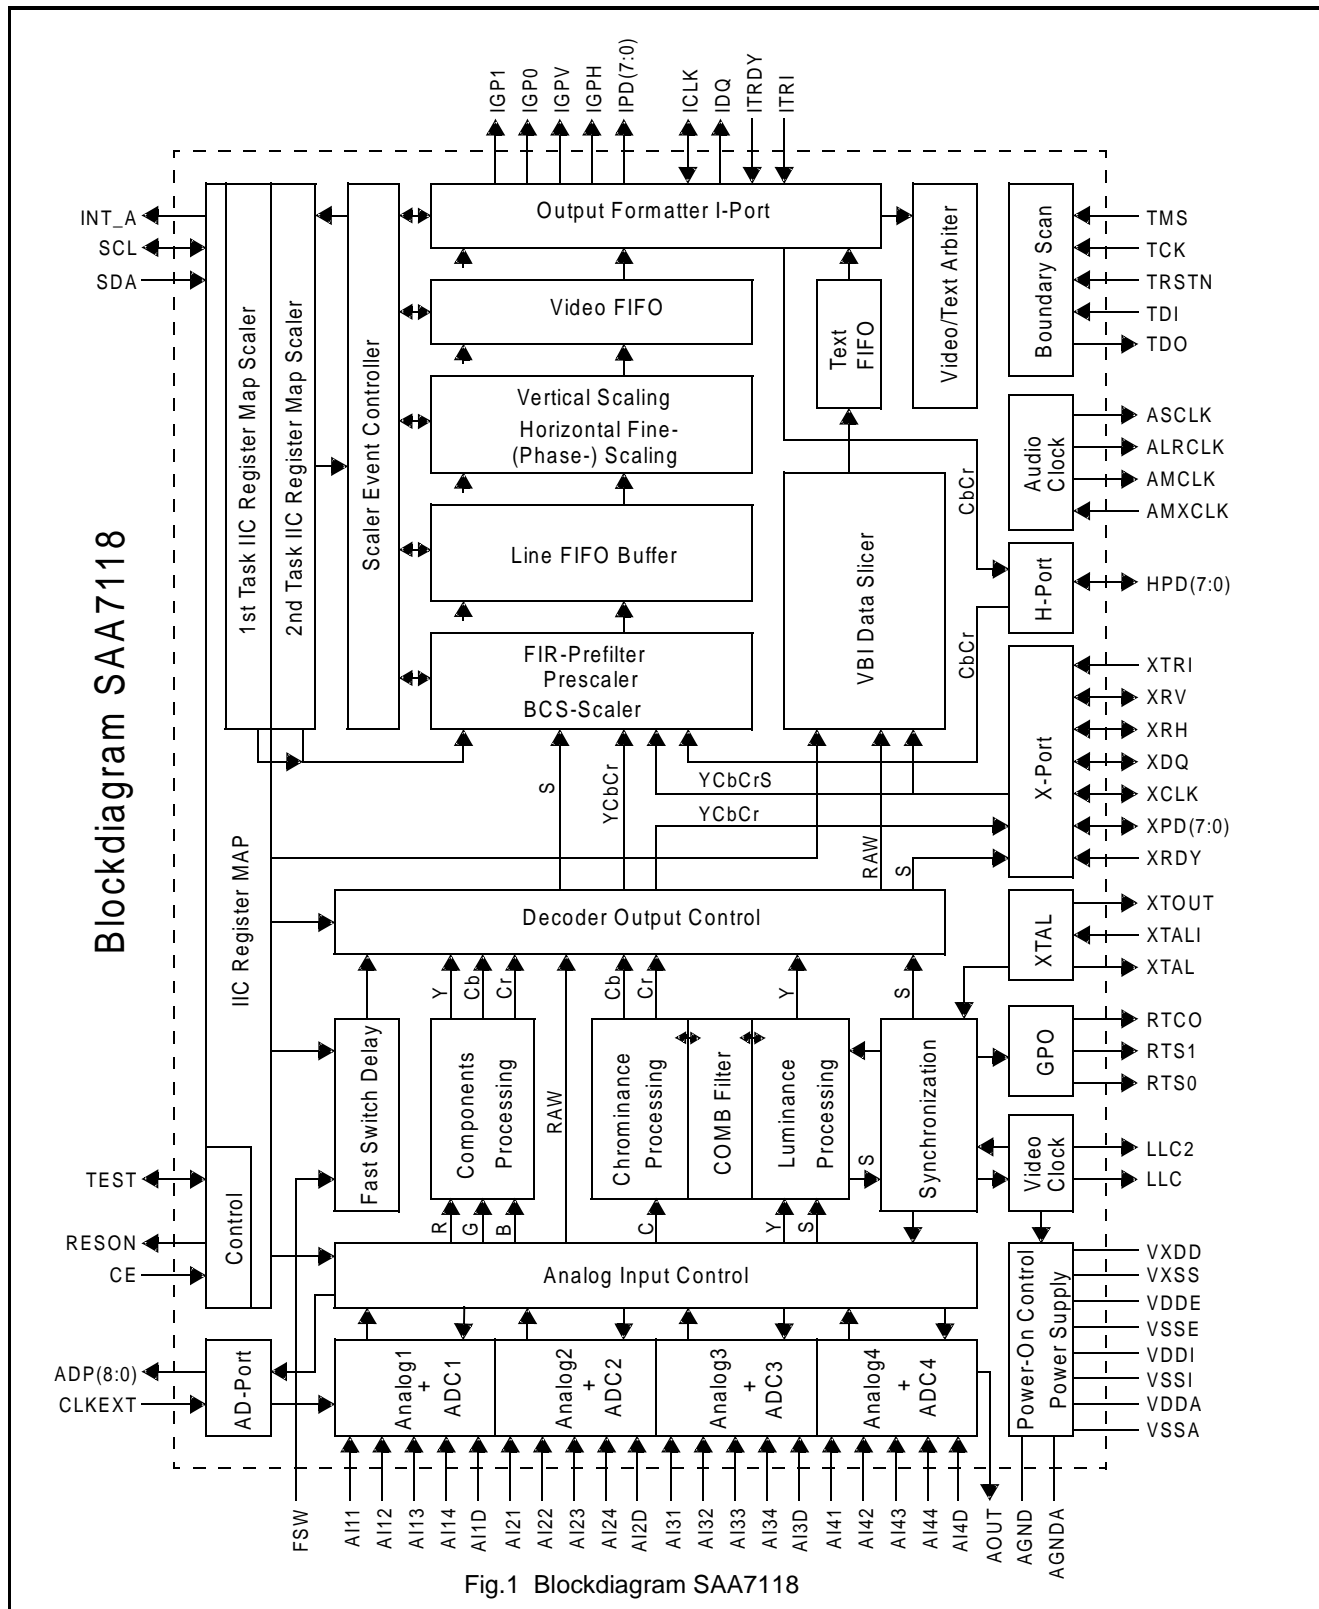 IGP1
IGP0
IGPV
IGPH
IPD(7:0)
ICLK
IDQ
ITRDY
ITRI
INT_A
SCL
SDA
1st Task IIC Register Map Scaler
2nd Task IIC Register Map Scaler
Scaler Event Controller
Output Formatter I-Port
Video FIFO
Vertical Scaling
Horizontal Fine-
(Phase-) Scaling
Line FIFO Buffer
FIR-Prefilter
Prescaler
BCS-Scaler
Text
FIFO
Video/Text Arbiter
VBI Data Slicer
Boundary Scan
TMS
TCK
TRSTN
TDI
TDO
Audio
Clock
ASCLK
ALRCLK
AMCLK
AMXCLK
CbCr
H-Port
HPD(7:0)
CbCr
X-Port
XTRI
XRV
XRH
XDQ
XCLK
XPD(7:0)
XRDY
Blockdiagram SAA7118
IIC Register MAP
S
YCbCr
YCbCrS
YCbCr
RAW
S
Decoder Output Control
XTAL
XTOUT
XTALI
XTAL
Y
Cb
Cr
RAW
Cb
Cr
Y
S
Fast Switch Delay
Components
Processing
Chrominance
Processing
COMB Filter
Luminance
Processing
S
Synchronization
GPO
RTCO
RTS1
RTS0
Video
Clock
LLC2
LLC
TEST
RESON
CE
Control
R
G
B
C
Y
S
Analog Input Control
Power-On Control
Power Supply
VXDD
VXSS
VDDE
VSSE
VDDI
VSSI
VDDA
VSSA
ADP(8:0)
CLKEXT
AD-Port
Analog1
+
ADC1
Analog2
+
ADC2
Analog3
+
ADC3
Analog4
+
ADC4
FSW
AI11
AI12
AI13
AI14
AI1D
AI21
AI22
AI23
AI24
AI2D
AI31
AI32
AI33
AI34
AI3D
AI41
AI42
AI43
AI44
AI4D
AOUT
AGND
AGNDA
Fig.1 Blockdiagram SAA7118